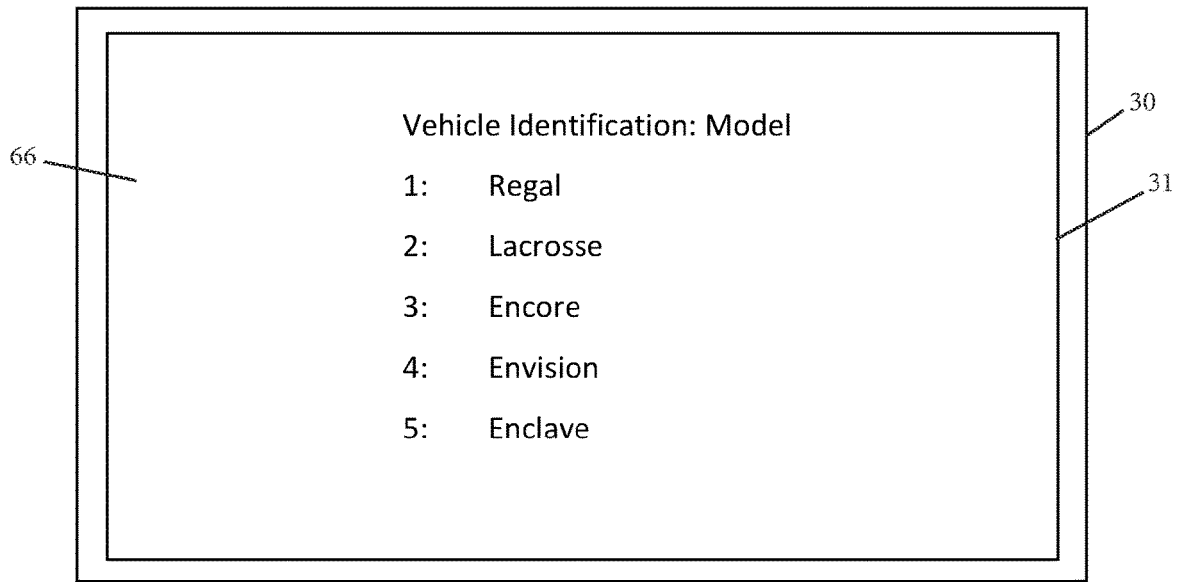 Vehicle Identification: Model
30
66
1: Regal
31
2: Lacrosse
3: Encore
4: Envision
5: Enclave